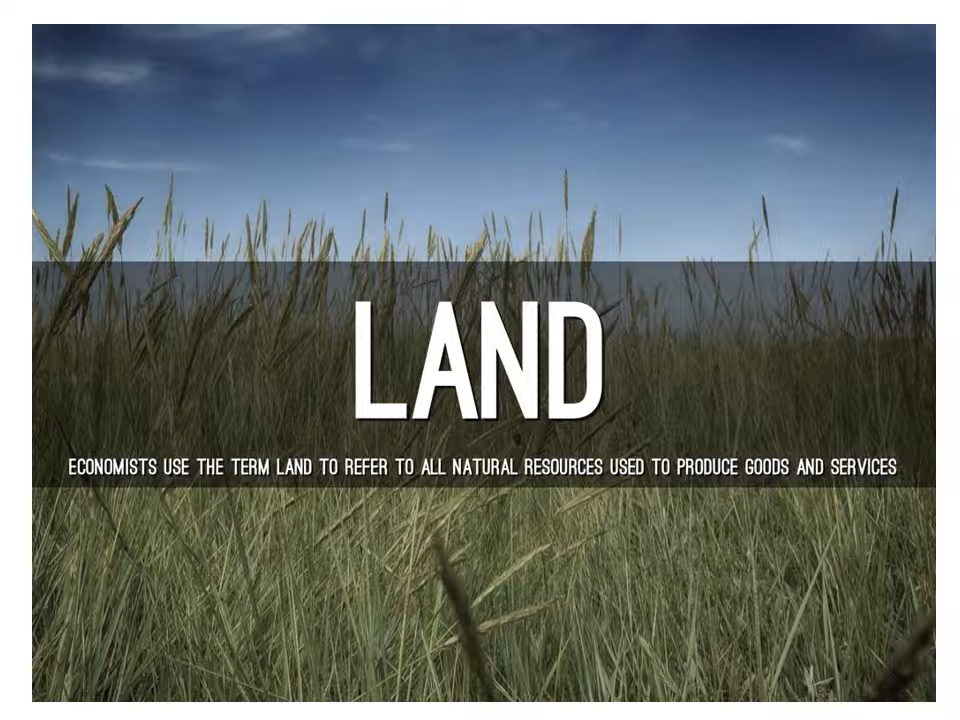 LAND
ECONOMISTS USE THE TERM LAND TO REFER TO ALL NATURAL RESOURCES USED TO PRODUCE GOODS AND SERVICES